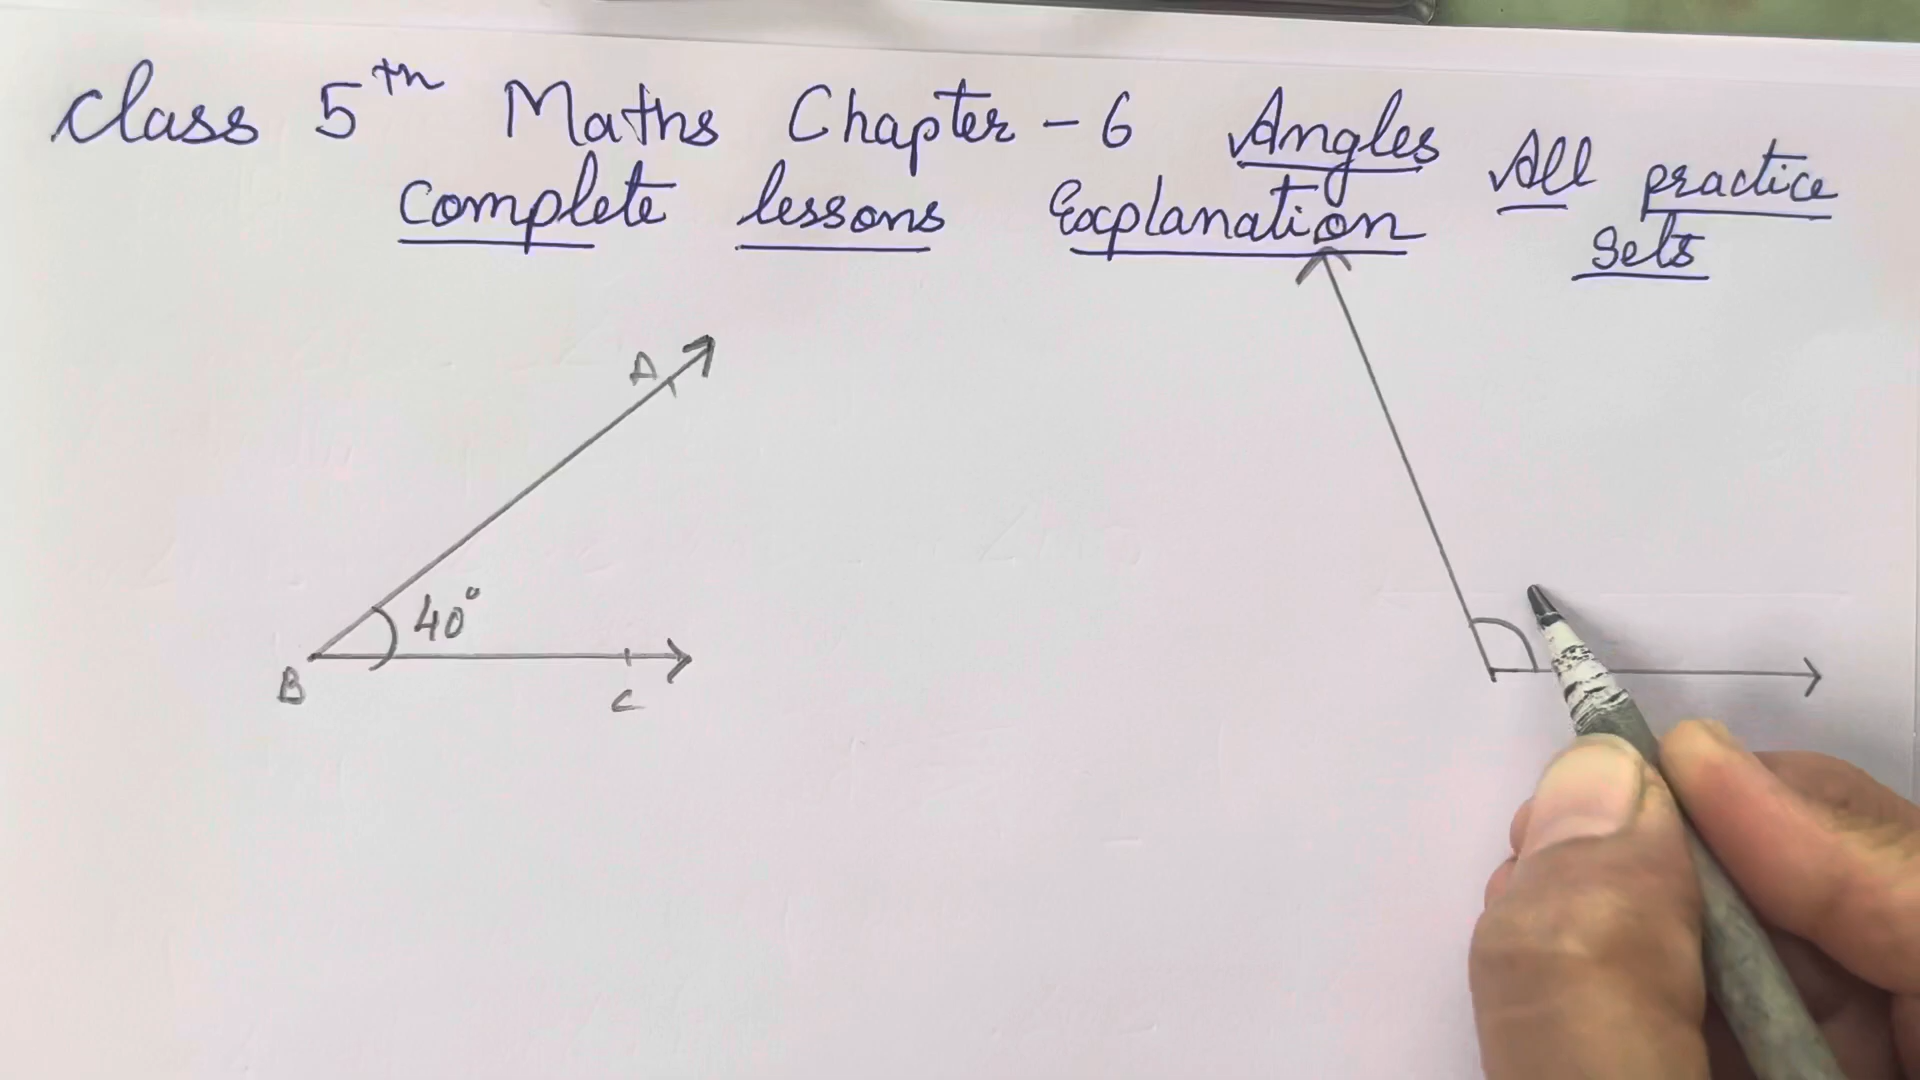 Class 5th Maths Chapter - 6 Angles All practice
Complete lessons Explanation Sets
A
40°
B
C